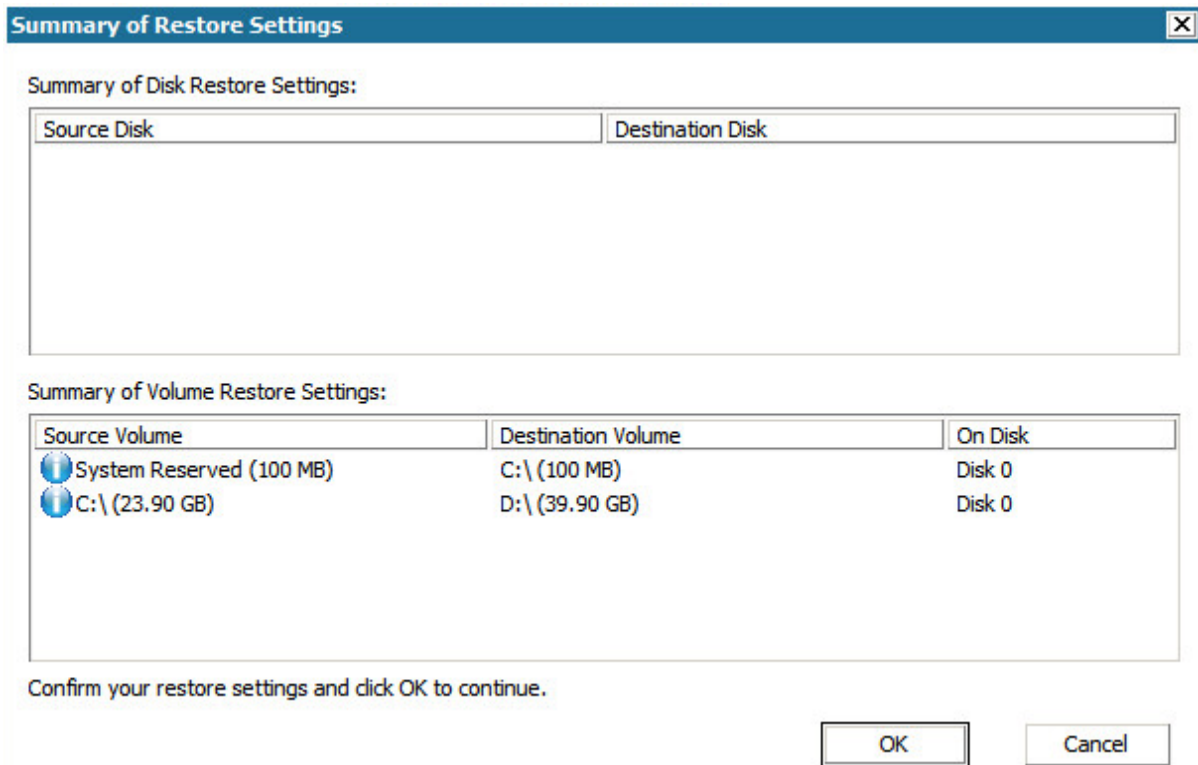 Summary of Restore Settings
Summary of Disk Restore Settings:
Source Disk Destination Disk
Summary of Volume Restore Settings:
Source Volume Destination Volume On Disk
System Reserved (100 MB) C:\ (100 MB) Disk 0
C:\ (23.90 GB) D:\ (39.90 GB) Disk 0
Confirm your restore settings and click OK to continue.
OK Cancel